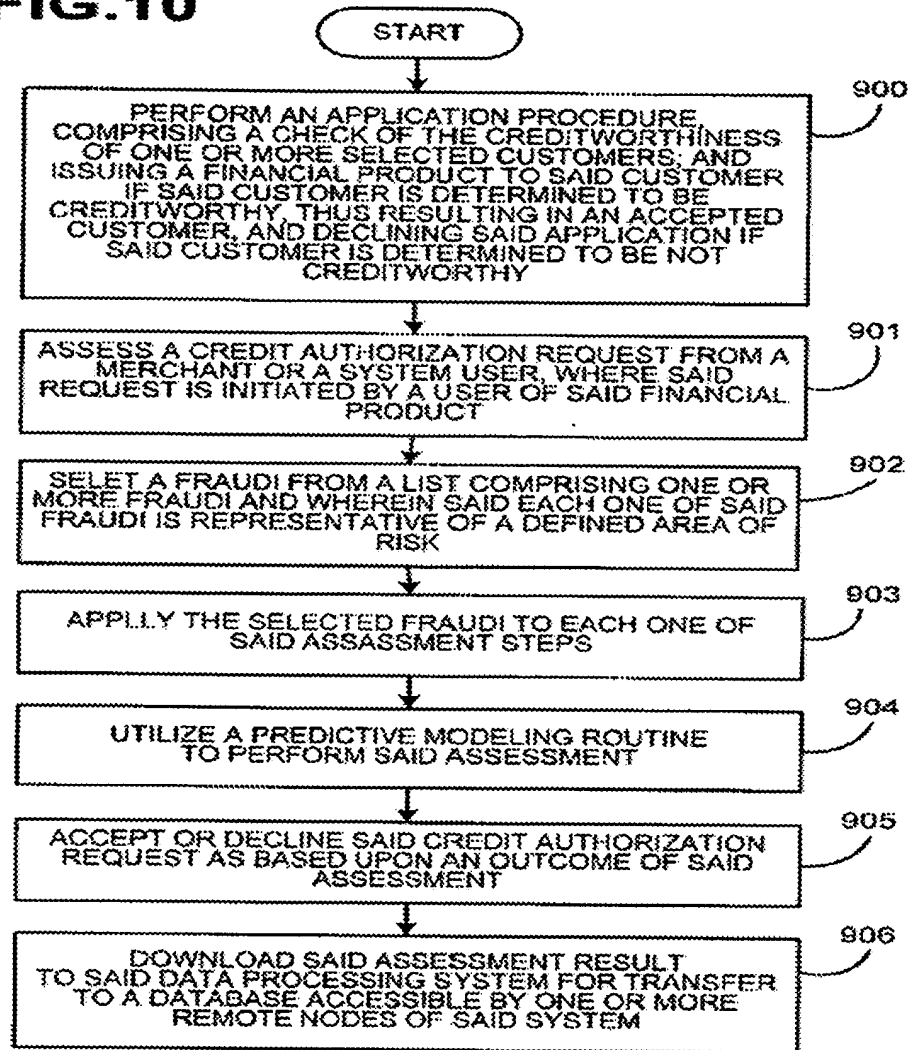 FIG.10
START
900
PERFORM AN APPLICATION PROCEDURE,
COMPRISING A CHECK OF THE CREDITWORTHINESS
OF ONE OR MORE SELECTED CUSTOMERS; AND
ISSUING A FINANCIAL PRODUCT TO SAID CUSTOMER
IF SAID CUSTOMER IS DETERMINED TO BE
CREDITWORTHY, THUS RESULTING IN AN ACCEPTED
CUSTOMER, AND DECLINING SAID APPLICATION IF
SAID CUSTOMER IS DETERMINED TO BE NOT
CREDITWORTHY
901
ASSESS A CREDIT AUTHORIZATION REQUEST FROM A
MERCHANT OR A SYSTEM USER, WHERE SAID
REQUEST IS INITIATED BY A USER OF SAID FINANCIAL
PRODUCT
902
SELET A FRAUDI FROM A LIST COMPRISING ONE OR
MORE FRAUDI AND WHEREIN SAID EACH ONE OF SAID
FRAUDI IS REPRESENTATIVE OF A DEFINED AREA OF
RISK
903
APPLLY THE SELECTED FRAUDI TO EACH ONE OF
SAID ASSASSMENT STEPS
904
UTILIZE A PREDICTIVE MODELING ROUTINE
TO PERFORM SAID ASSESSMENT
905
ACCEPT OR DECLINE SAID CREDIT AUTHORIZATION
REQUEST AS BASED UPON AN OUTCOME OF SAID
ASSESSMENT
906
DOWNLOAD SAID ASSESSMENT RESULT
TO SAID DATA PROCESSING SYSTEM FOR TRANSFER
TO A DATABASE ACCESSIBLE BY ONE OR MORE
REMOTE NODES OF SAID SYSTEM